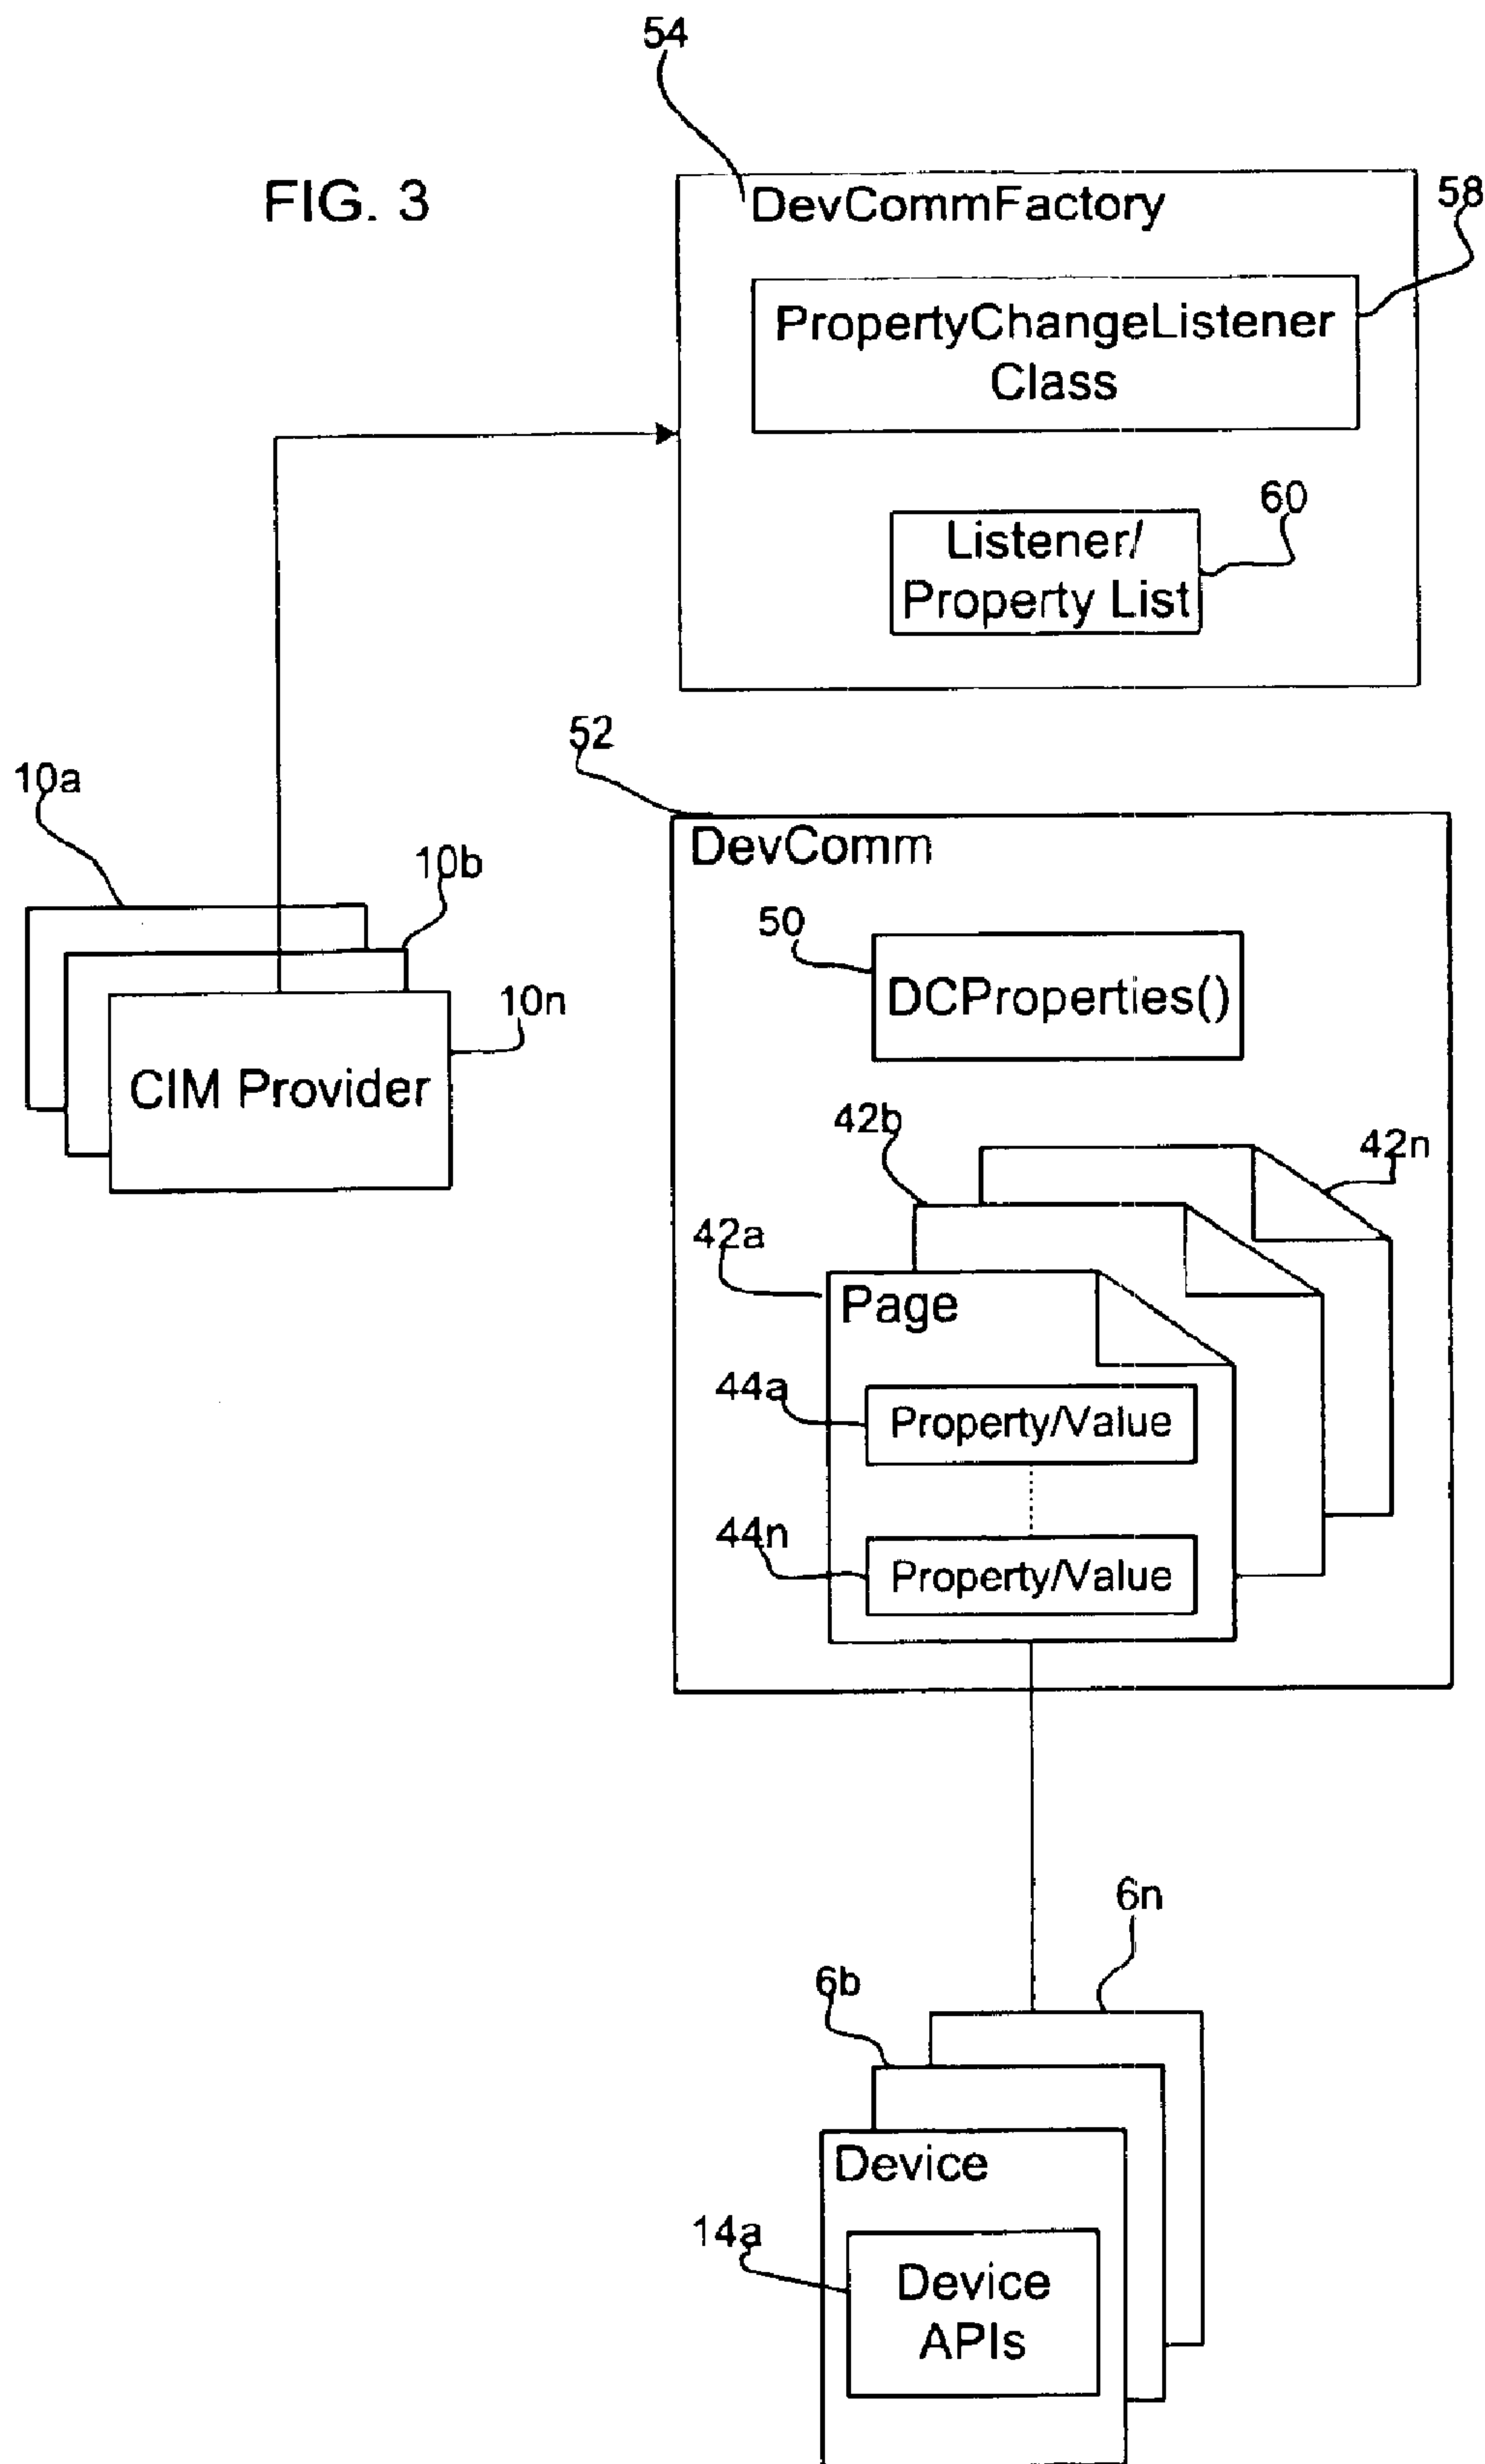 54
FIG. 3
DevCommFactory
58
PropertyChangeListener
Class
60
Listener/
Property List
52
10a
DevComm
10b
50
DCProperties()
10n
CIM Provider
42b
42n
42a
Page
44a
Property/Value
44n
Property/Value
6n
6b
Device
14a
Device
APIs